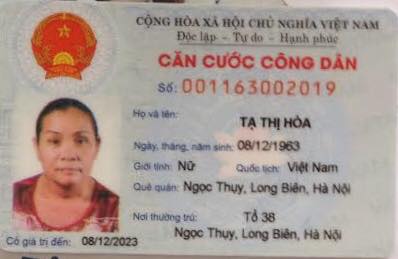 CỘNG HÒA XÃ HỘI CHỦ NGHĨA VIỆT NAM
Độc lập - Tự do - Hạnh phúc
CĂN CƯỚC CÔNG DÂN
Số: 001163002019
Họ và tên:
TẠ THỊ HÒA
Ngày, tháng, năm sinh: 08/12/1963
Giới tính: Nữ Quốc tịch: Việt Nam
Quê quán: Ngọc Thụy, Long Biên, Hà Nội
Nơi thường trú: Tổ 38
Ngọc Thụy, Long Biên, Hà Nội
Có giá trị đến: 08/12/2023